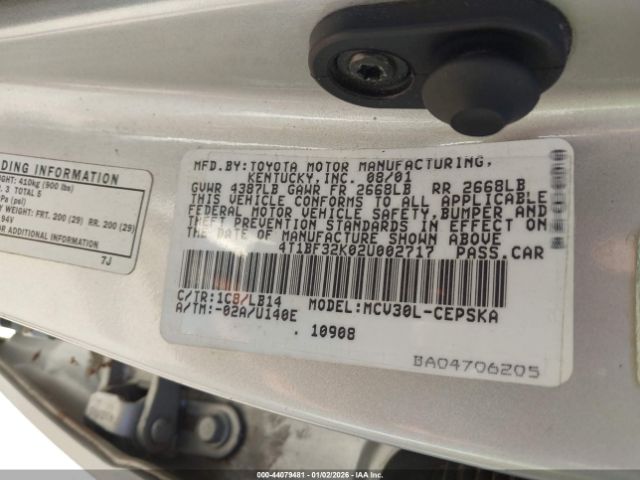 DING INFORMATION
GHT: 410kg (900 lbs)
3 TOTAL 5
Pa (psi)
WEIGHT: FRT. 200 (29) RR. 200 (29)
94V
FOR ADDITIONAL INFORMATION
7J
MFD.BY:TOYOTA MOTOR MANUFACTURING,
KENTUCKY,INC. 08/01
GVWR 4387LB GAWR FR 2668LB RR 2668LB
THIS VEHICLE CONFORMS TO ALL APPLICABLE
FEDERAL MOTOR VEHICLE SAFETY,BUMPER AND
THEFT PREVENTION STANDARDS IN EFFECT ON
THE DATE OF MANUFACTURE SHOWN ABOVE
4T1BF32K02U002717 PASS.CAR
C/TR:1C8/LB14 MODEL:MCV30L-CEPSKA
A/TM:-02A/U140E
. 10908
BA04706205
000-44079481 - 01/02/2026 - IAA Inc.